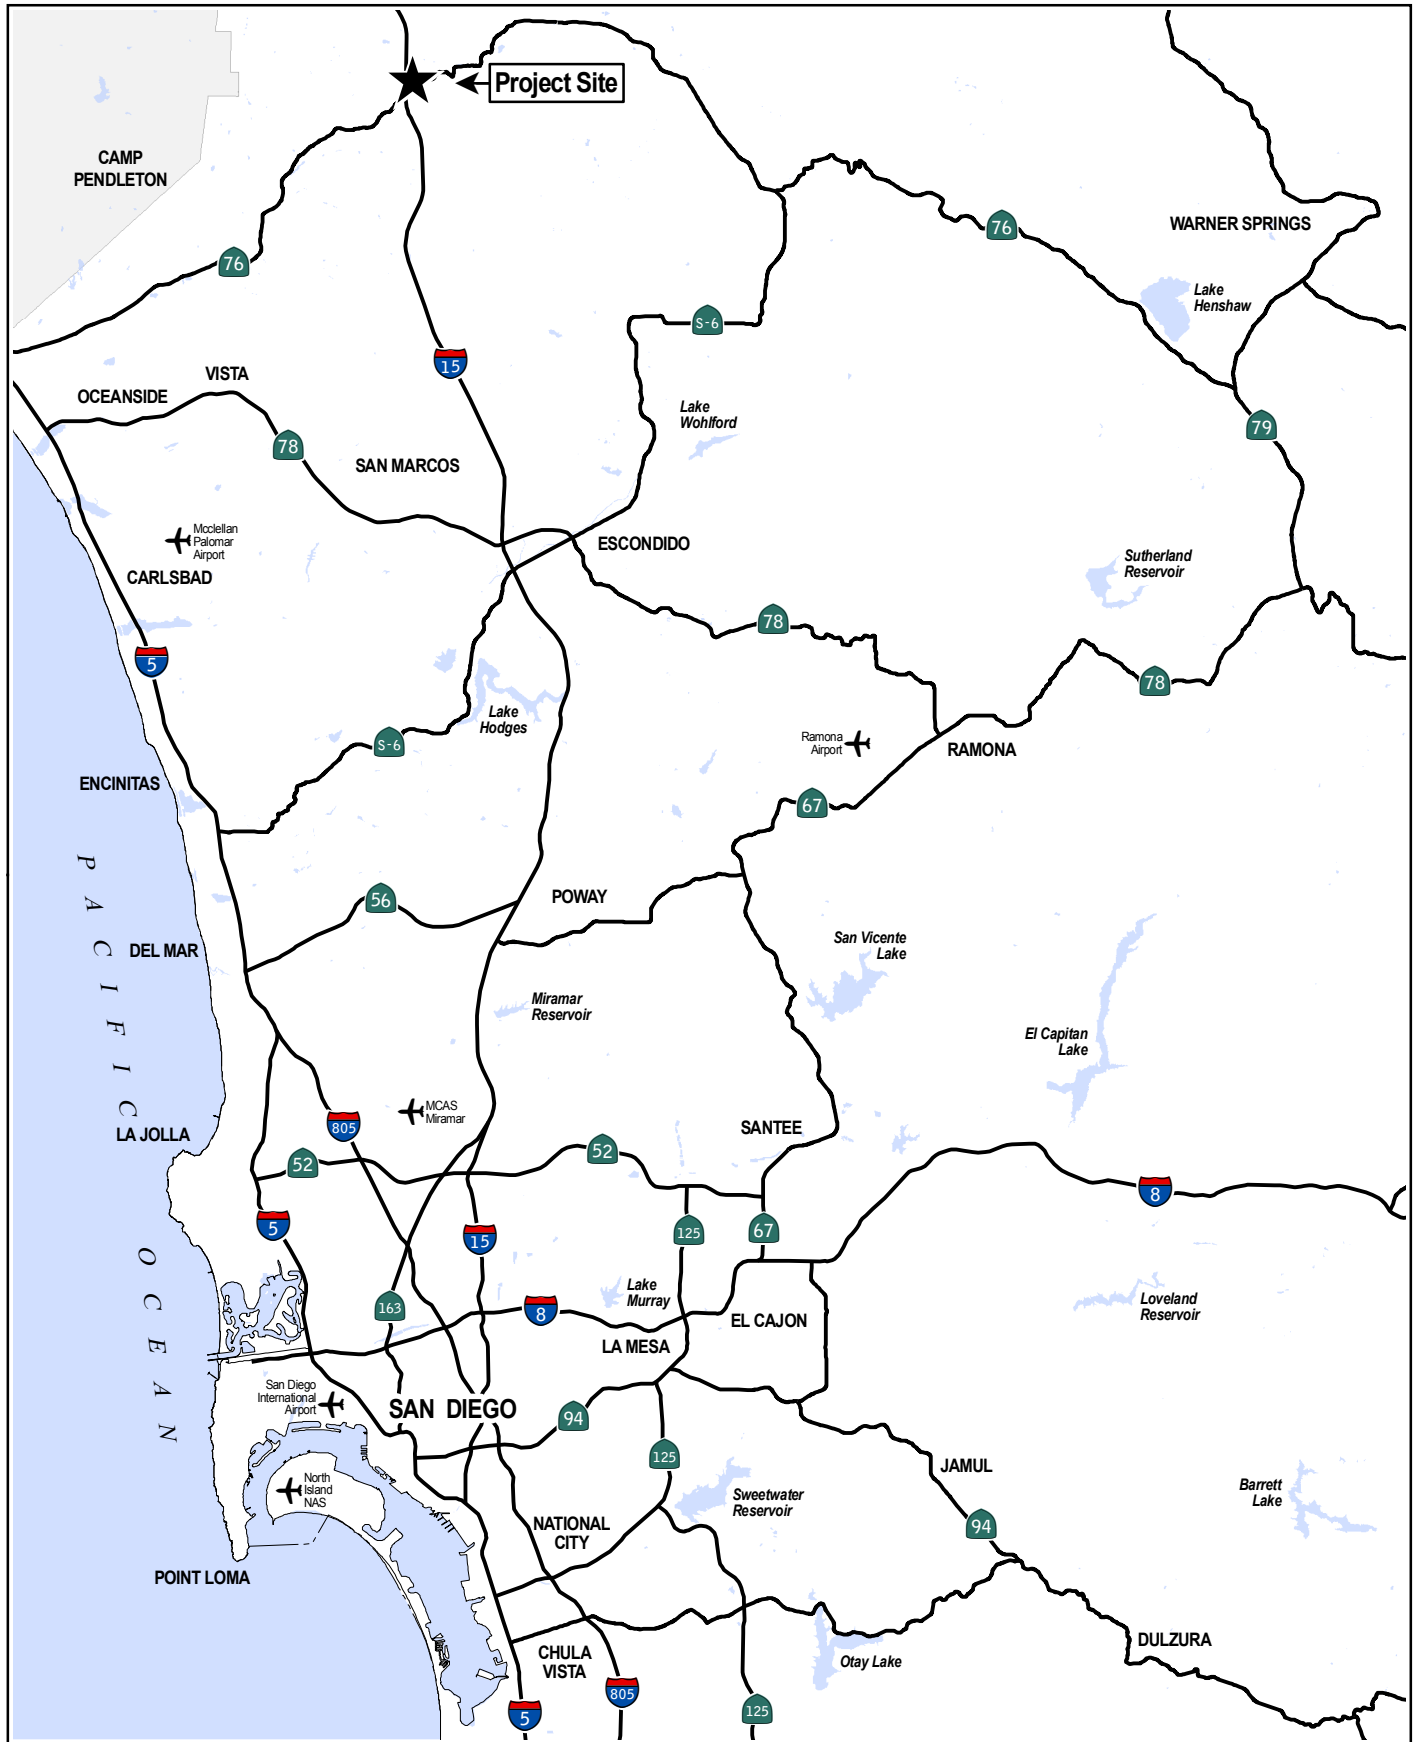 Project Site
CAMP
PENDLETON
76
WARNER SPRINGS
76
Lake
Henshaw
S-6
15
VISTA
OCEANSIDE
Lake
Wohlford
79
78
SAN MARCOS
Mcclellan
Palomar
Airport
ESCONDIDO
Sutherland
Reservoir
CARLSBAD
78
5
78
Lake
Hodges
S-6
Ramona
Airport
RAMONA
ENCINITAS
67
56
POWAY
PACIFIC
DEL MAR
San Vicente
Lake
Miramar
Reservoir
El Capitan
Lake
MCAS
Miramar
805
LA JOLLA
SANTEE
52
52
8
5
15
125
67
OCEAN
Lake
Murray
163
8
EL CAJON
Loveland
Reservoir
LA MESA
San Diego
International
Airport
SAN DIEGO
94
125
JAMUL
North
Island
NAS
Sweetwater
Reservoir
Barrett
Lake
NATIONAL
CITY
94
POINT LOMA
DULZURA
CHULA
VISTA
Otay Lake
805
5
125